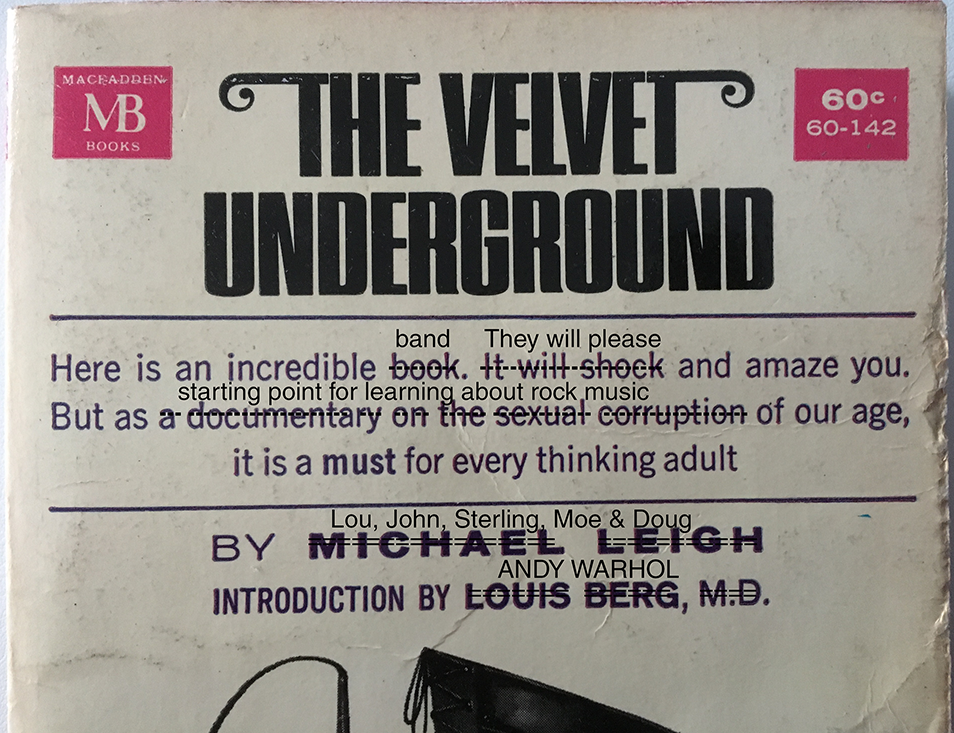 MACFADDEN
MB
BOOKS
THE VELVET
UNDERGROUND
60c
60-142
band They will please
Here is an incredible book. It will shock and amaze you.
starting point for learning about rock music
But as a documentary on the sexual corruption of our age,
it is a must for every thinking adult
Lou, John, Sterling, Moe & Doug
BY MICHAEL LEIGH
ANDY WARHOL
INTRODUCTION BY LOUIS BERG, M.D.